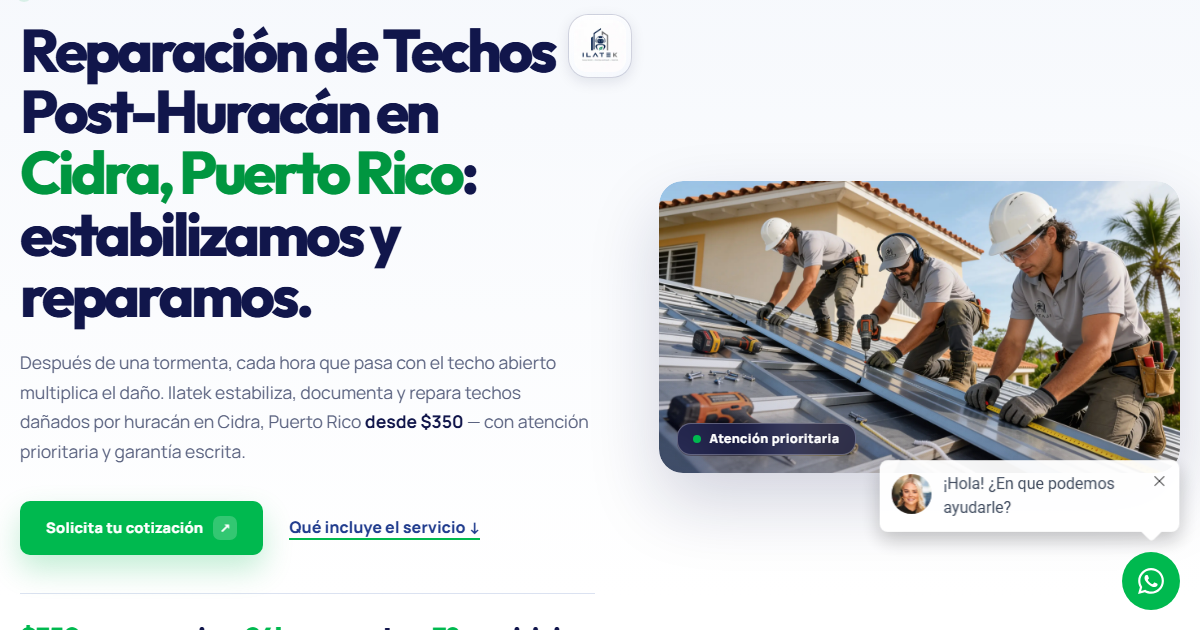 Reparación de Techos
Post-Huracán en
Cidra, Puerto Rico:
estabilizamos y
reparamos.
ILATEK
Después de una tormenta, cada hora que pasa con el techo abierto
multiplica el daño. Ilatek estabiliza, documenta y repara techos
dañados por huracán en Cidra, Puerto Rico desde $350 — con atención
prioritaria y garantía escrita.
Solicita tu cotización ↗
Qué incluye el servicio ↓
Atención prioritaria
¡Hola! ¿En que podemos
ayudarle?